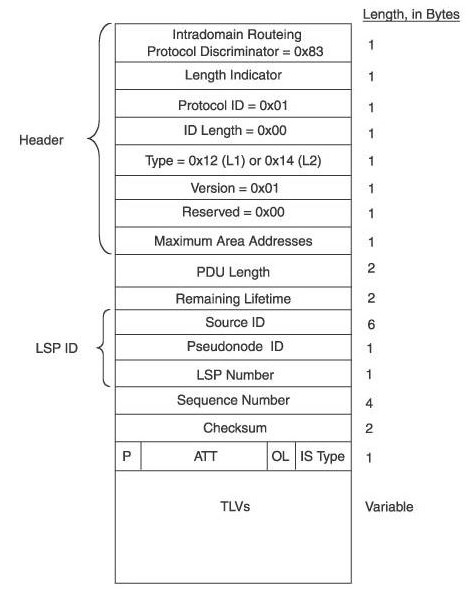 Length, in Bytes
Intradomain Routeing
Protocol Discriminator = 0x83
1
Length Indicator
1
Protocol ID = 0x01
1
Header
ID Length = 0x00
1
Type = 0x12 (L1) or 0x14 (L2)
1
Version = 0x01
1
Reserved = 0x00
1
Maximum Area Addresses
1
PDU Length
2
Remaining Lifetime
2
LSP ID
Source ID
6
Pseudonode ID
1
LSP Number
1
Sequence Number
4
Checksum
2
P ATT OL IS Type
1
TLVs
Variable